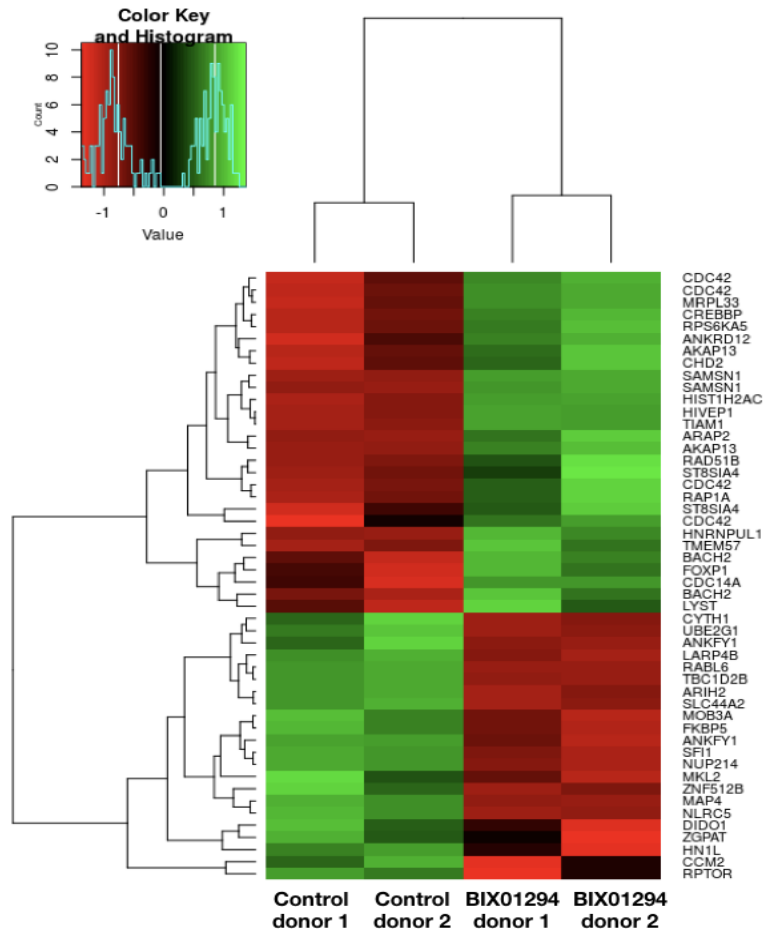 Color Key
and Histogram
Count
0 2 4 6 8 10
-1 0 1
Value
CDC42
CDC42
MRPL33
CREBBP
RPS6KA5
ANKRD12
AKAP13
CHD2
SAMSN1
SAMSN1
HIST1H2AC
HIVEP1
TIAM1
ARAP2
AKAP13
RAD51B
ST8SIA4
CDC42
RAP1A
ST8SIA4
CDC42
HNRNPUL1
TMEM57
BACH2
FOXP1
CDC14A
BACH2
LYST
CYTH1
UBE2G1
ANKFY1
LARP4B
RABL6
TBC1D2B
ARIH2
SLC44A2
MOB3A
FKBP5
ANKFY1
SFI1
NUP214
MKL2
ZNF512B
MAP4
NLRC5
DIDO1
ZGPAT
HN1L
CCM2
RPTOR
Control Control BIX01294 BIX01294
donor 1 donor 2 donor 1 donor 2